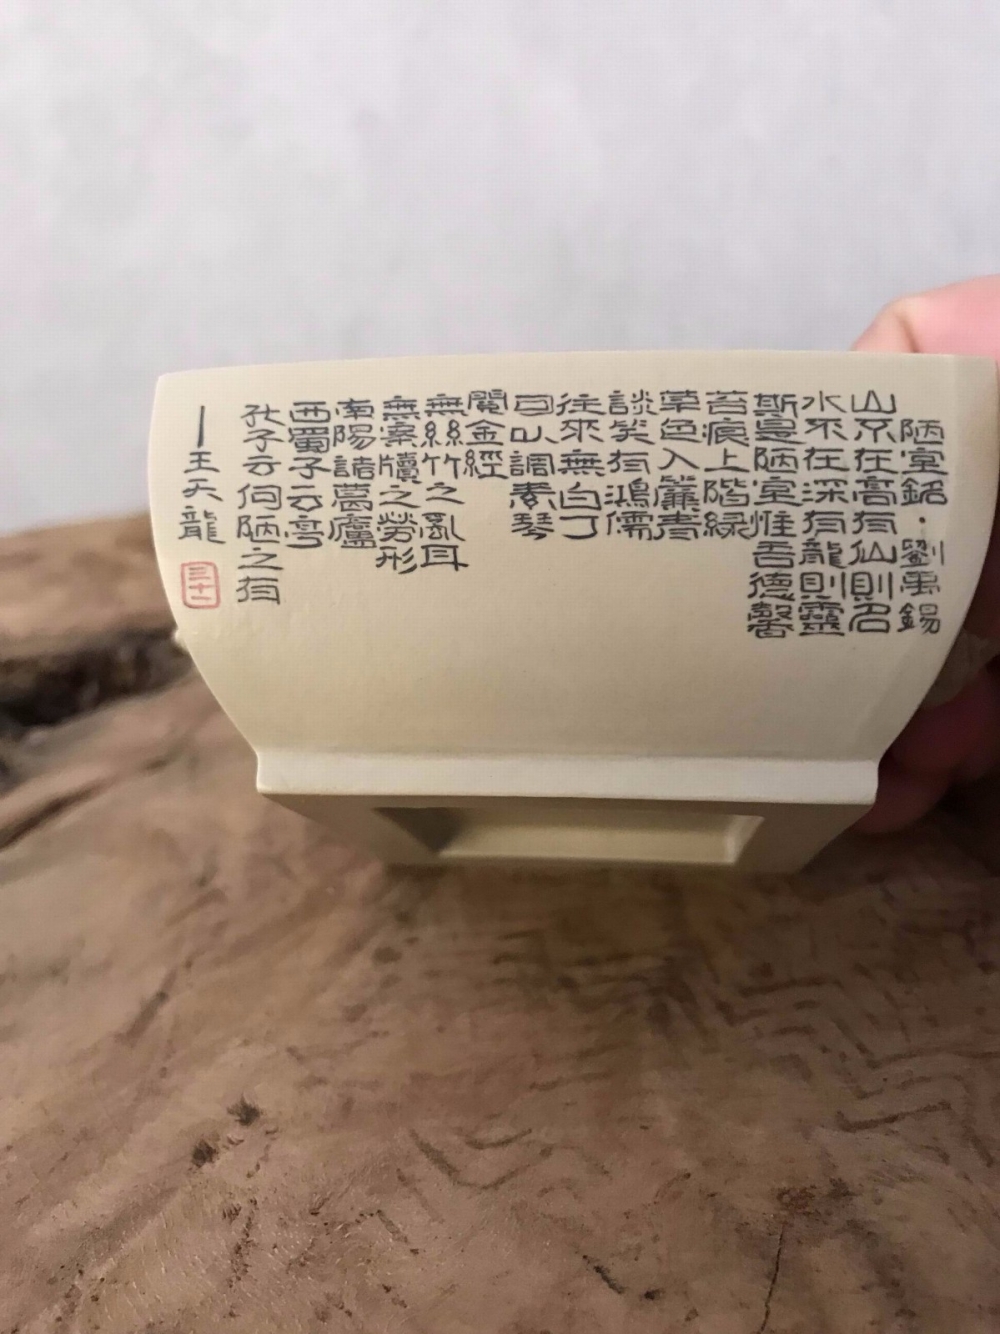 陋室銘·劉禹錫
山不在高有仙則名
水不在深有龍則靈
斯是陋室惟吾德馨
苔痕上階緑
草色入簾青
談笑有鴻儒
往來無白丁
可以調素琴
閱金經
無絲竹之亂耳
無案牘之勞形
南陽諸葛廬
西蜀子云亭
孔子云何陋之有
—王天龍
三十一